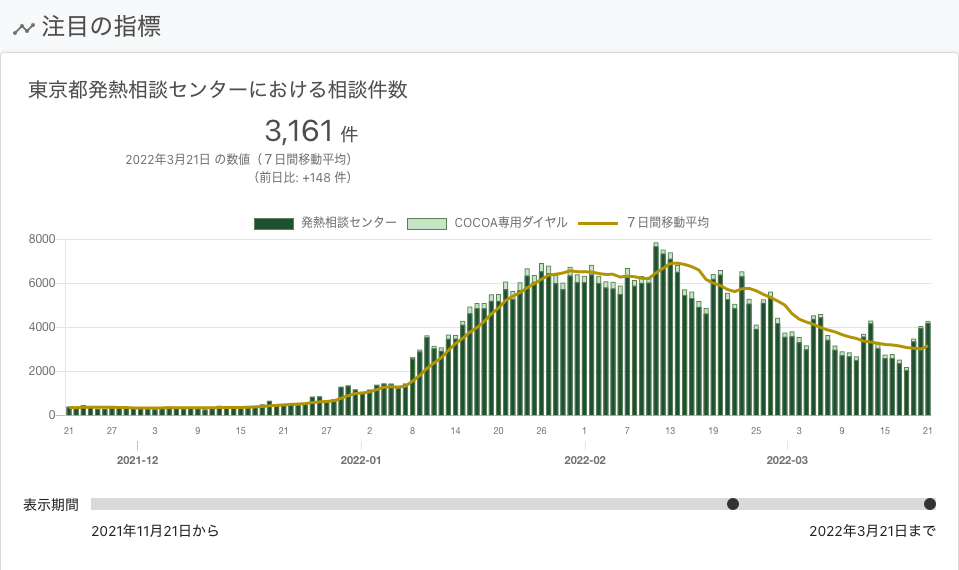 注目の指標
東京都発熱相談センターにおける相談件数
3,161 件
2022年3月21日 の数値（７日間移動平均）
（前日比: +148 件）
発熱相談センター COCOA専用ダイヤル ７日間移動平均
8000
6000
4000
2000
0
21 27 3 9 15 21 27 2 8 14 20 26 1 7 13 19 25 3 9 15 21
2021-12 2022-01 2022-02 2022-03
表示期間
2021年11月21日から 2022年3月21日まで